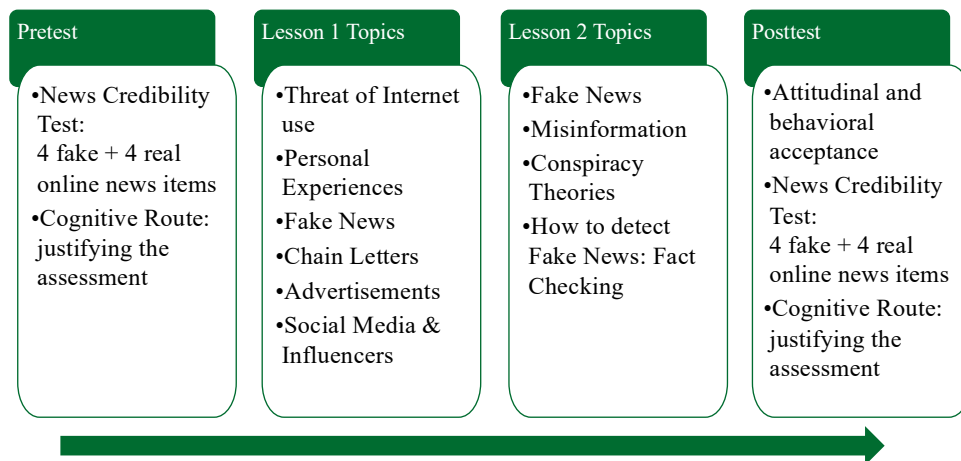 Pretest
•News Credibility
Test:
4 fake + 4 real
online news items
•Cognitive Route:
justifying the
assessment
Lesson 1 Topics
•Threat of Internet
use
•Personal
Experiences
•Fake News
•Chain Letters
•Advertisements
•Social Media &
Influencers
Lesson 2 Topics
•Fake News
•Misinformation
•Conspiracy
Theories
•How to detect
Fake News: Fact
Checking
Posttest
•Attitudinal and
behavioral
acceptance
•News Credibility
Test:
4 fake + 4 real
online news items
•Cognitive Route:
justifying the
assessment